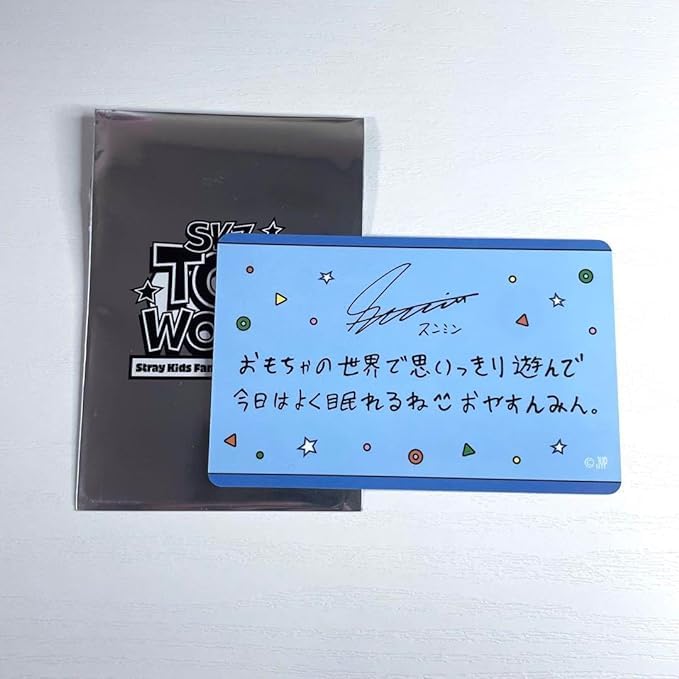 SKZ
TO
WO
Stray Kids Fan
スンミン
おもちゃの世界で思いっきり遊んで
今日はよく眠れるね おやすんみん。
© JYP